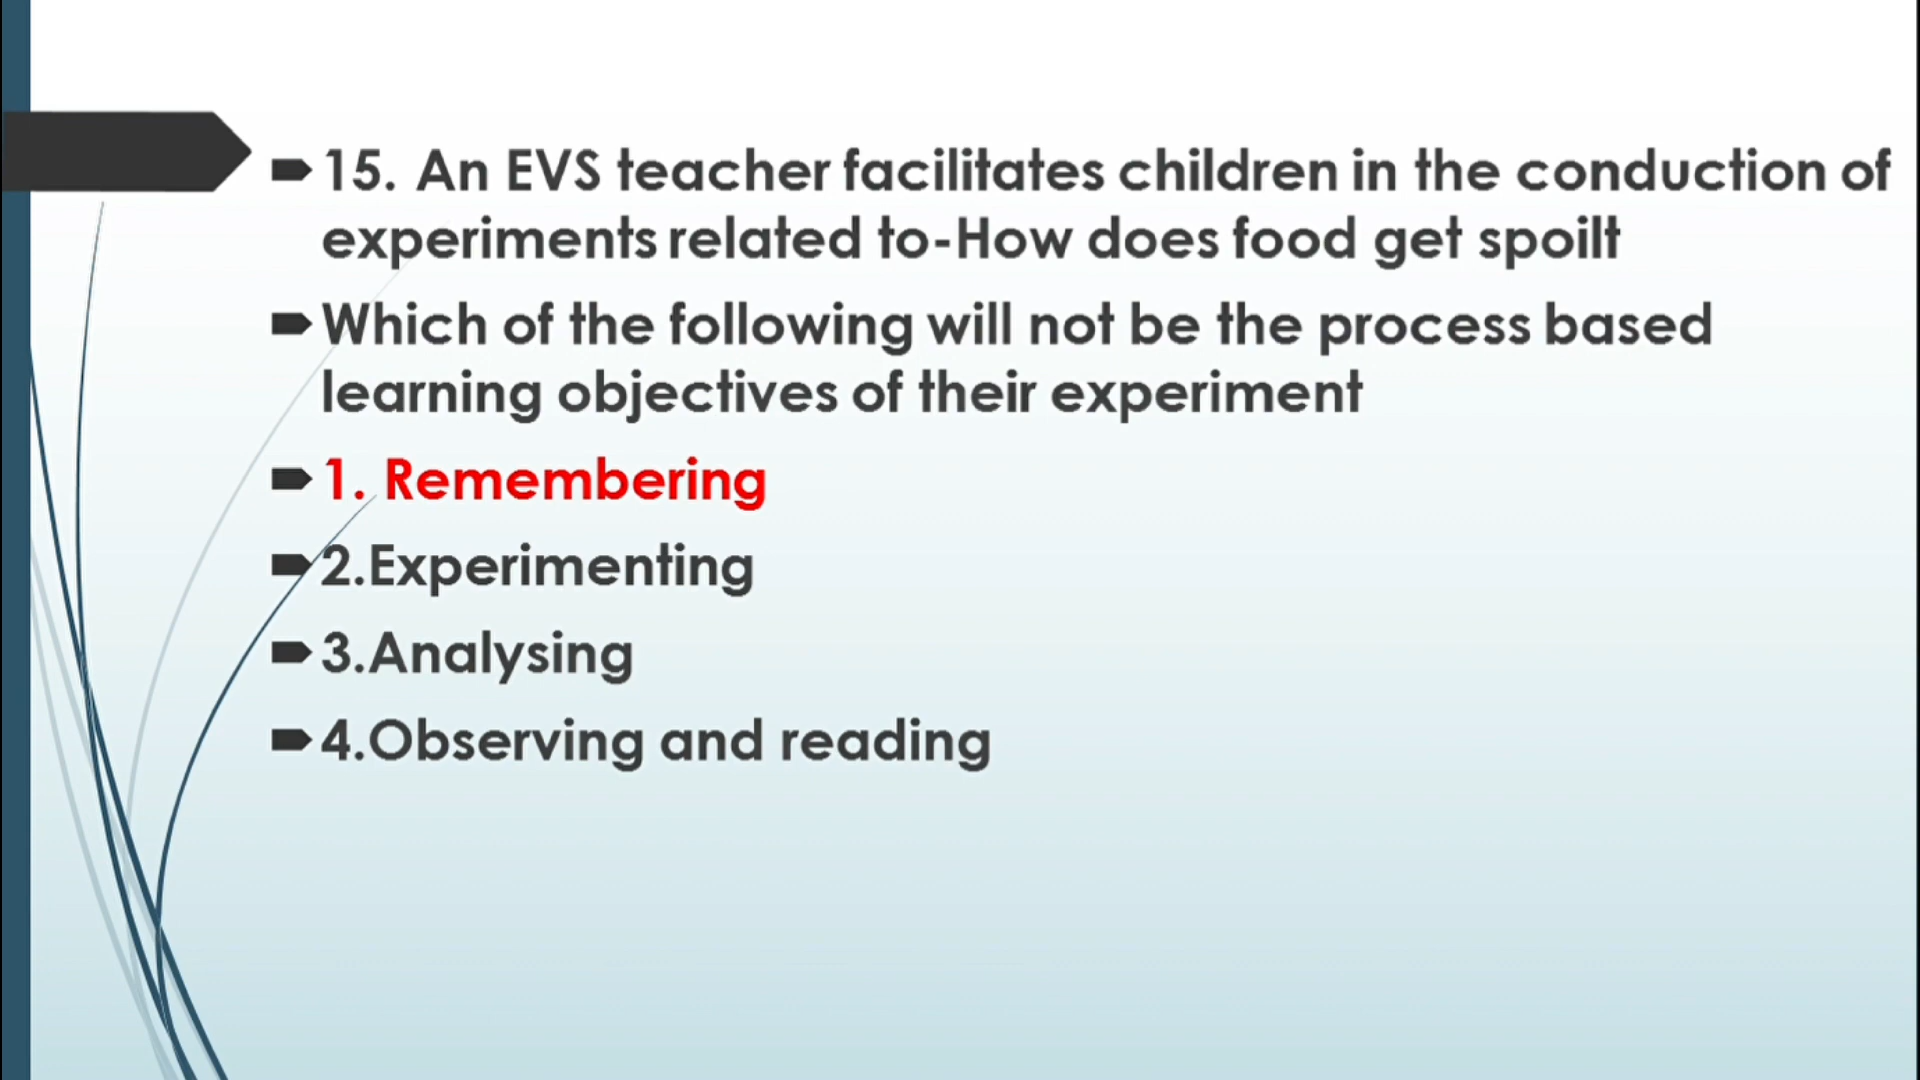 15. An EVS teacher facilitates children in the conduction of
experiments related to-How does food get spoilt
Which of the following will not be the process based
learning objectives of their experiment
1. Remembering
2.Experimenting
3.Analysing
4.Observing and reading